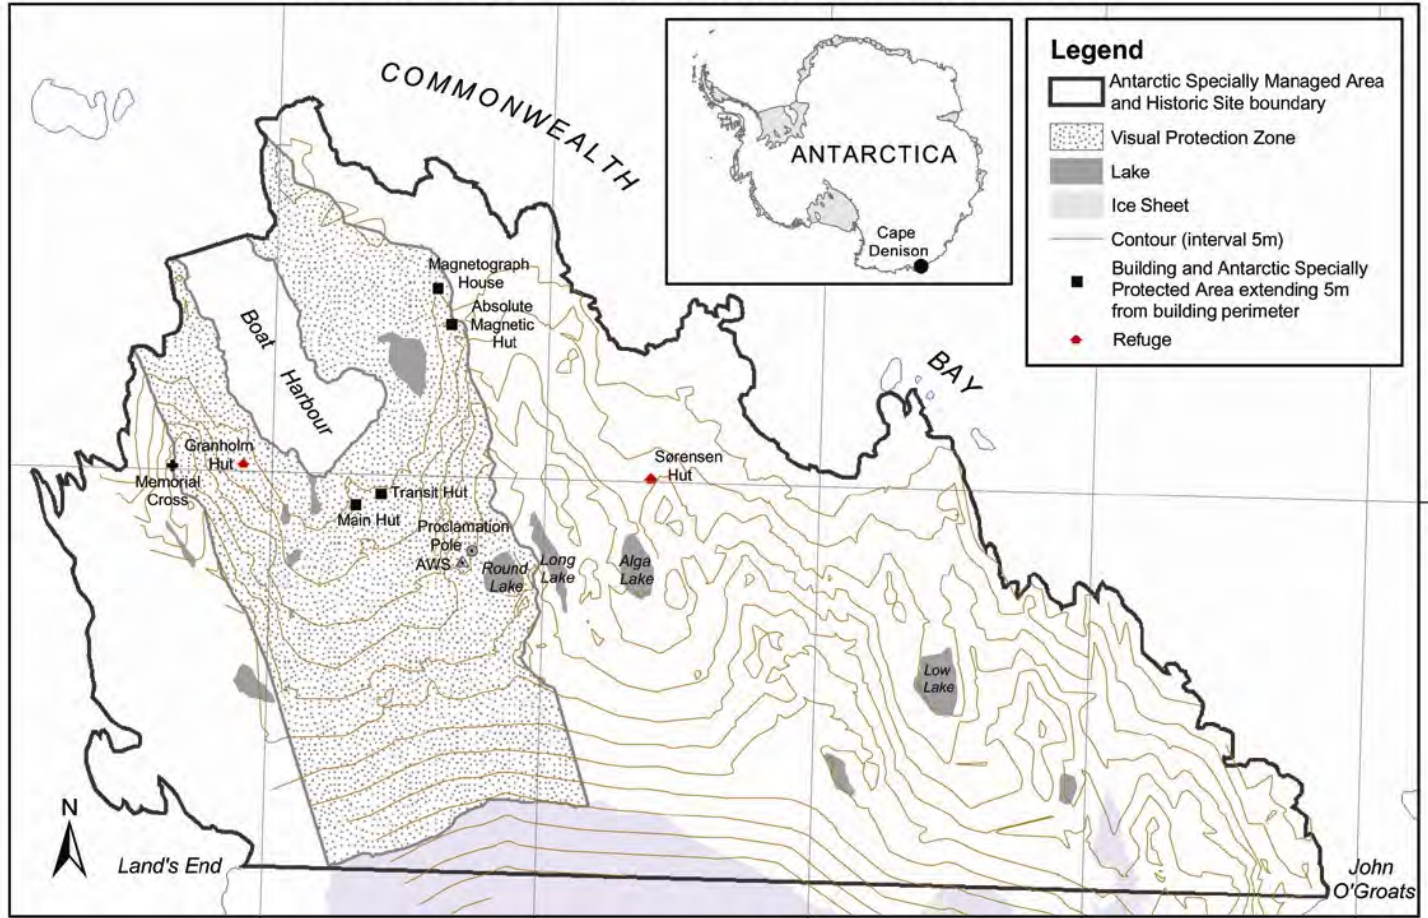 COMMONWEALTH
BAY
ANTARCTICA
Cape
Denison
Legend
Antarctic Specially Managed Area
and Historic Site boundary
Visual Protection Zone
Lake
Ice Sheet
Contour (interval 5m)
Building and Antarctic Specially
Protected Area extending 5m
from building perimeter
Refuge
Magnetograph
House
Absolute
Magnetic
Hut
Boat
Harbour
Granholm
Hut
Memorial
Cross
Sørensen
Hut
Transit Hut
Main Hut
Proclamation
Pole
AWS
Round
Lake
Long
Lake
Alga
Lake
Low
Lake
N
Land's End
John
O'Groats